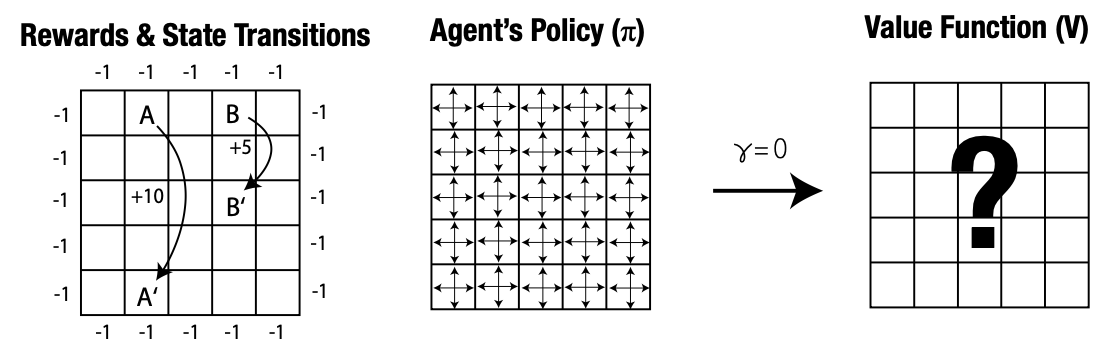 Rewards & State Transitions
Agent's Policy (π)
Value Function (V)
-1 -1 -1 -1 -1
-1 A B -1
-1 +5 -1
-1 +10 B' -1
-1 -1
-1 A' -1
-1 -1 -1 -1 -1
γ = 0
?